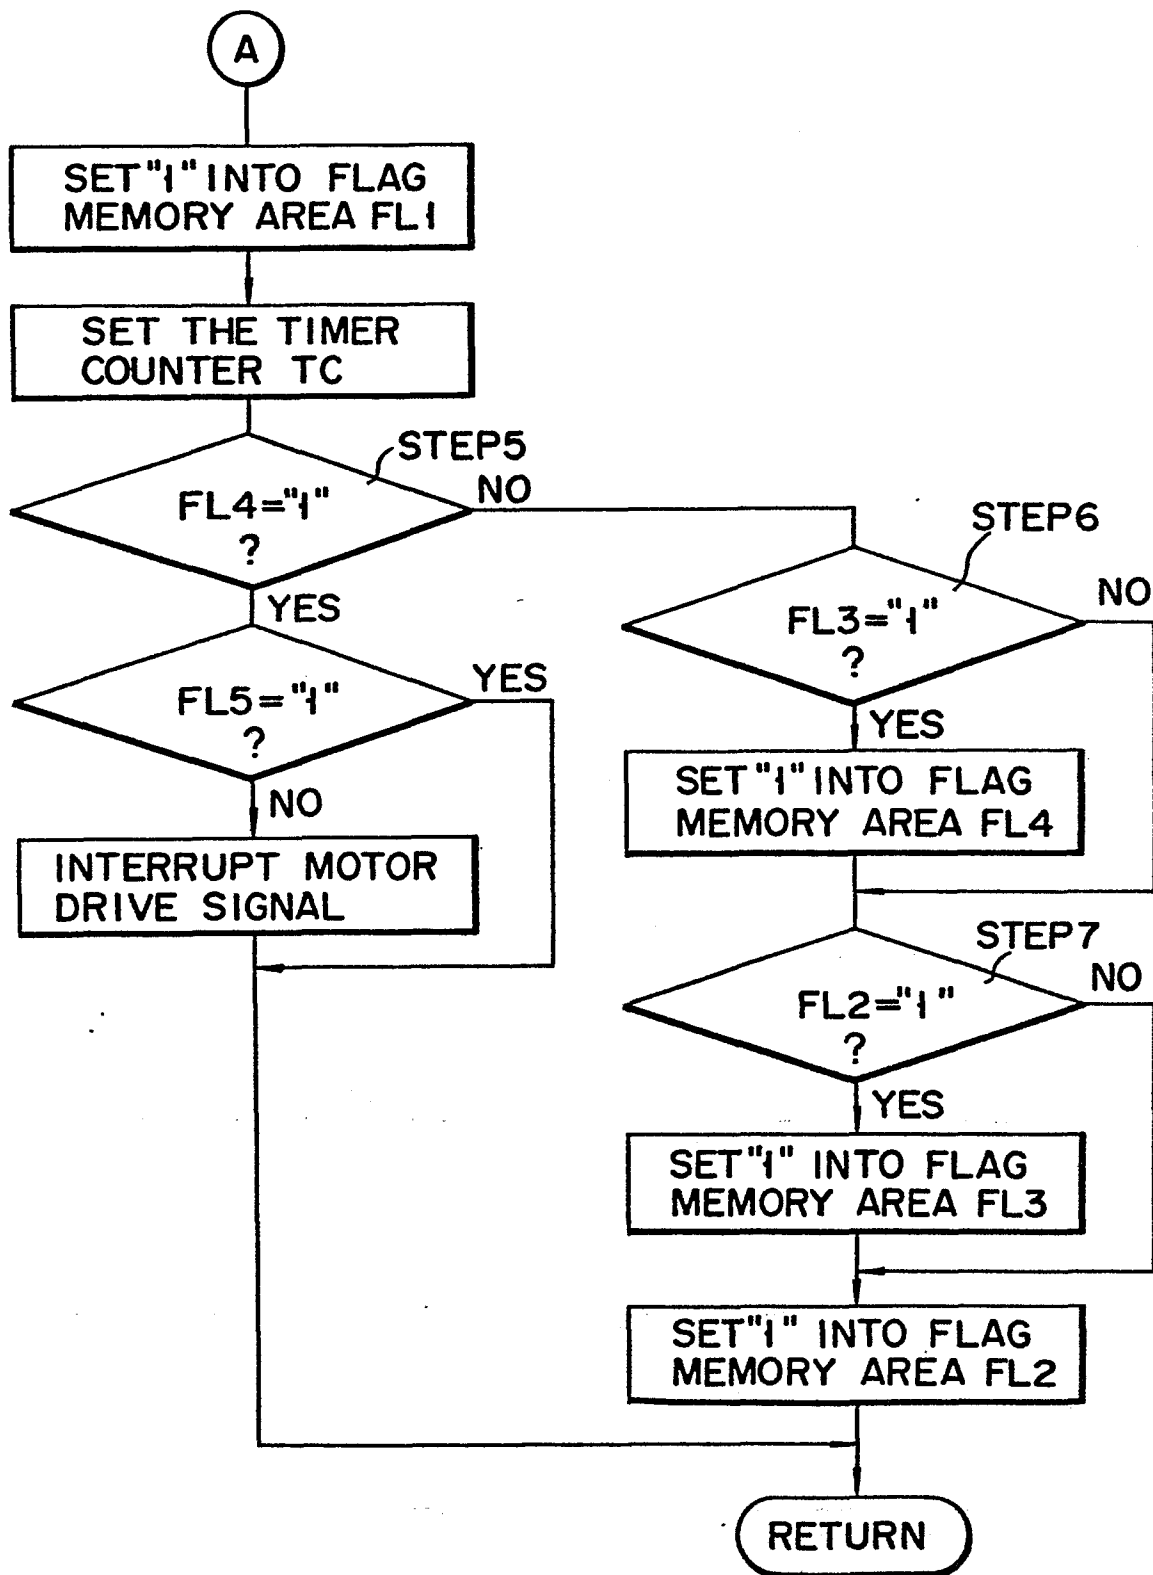 A
SET "1" INTO FLAG
MEMORY AREA FL1
SET THE TIMER
COUNTER TC
STEP5
FL4="1"
?
NO
YES
FL5="1"
?
YES
NO
INTERRUPT MOTOR
DRIVE SIGNAL
STEP6
FL3="1"
?
NO
YES
SET "1" INTO FLAG
MEMORY AREA FL4
STEP7
FL2="1"
?
NO
YES
SET "1" INTO FLAG
MEMORY AREA FL3
SET "1" INTO FLAG
MEMORY AREA FL2
RETURN